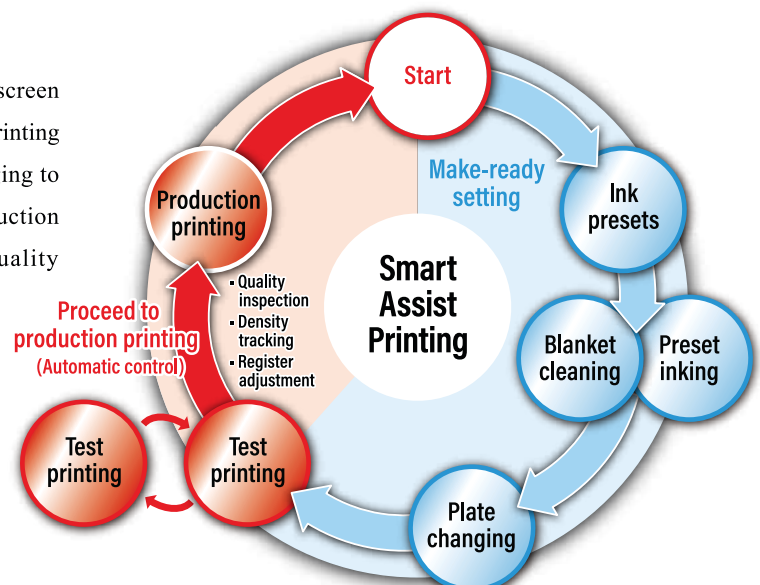 screen
rinting
ing to
uction
uality
Start
Make-ready
setting
Ink
presets
Blanket
cleaning
Preset
inking
Plate
changing
Test
printing
Test
printing
Proceed to
production printing
(Automatic control)
- Quality
inspection
- Density
tracking
- Register
adjustment
Production
printing
Smart
Assist
Printing